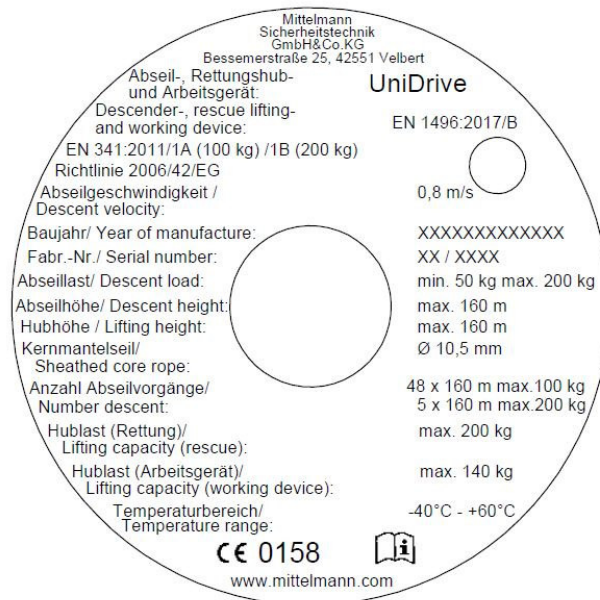 Mittelmann
Sicherheitstechnik
GmbH&Co.KG
Bessemerstraße 25, 42551 Velbert
Abseil-, Rettungshub-
und Arbeitsgerät:
UniDrive
Descender-, rescue lifting-
and working device:
EN 1496:2017/B
EN 341:2011/1A (100 kg) /1B (200 kg)
Richtlinie 2006/42/EG
Abseilgeschwindigkeit / 0,8 m/s
Descent velocity:
Baujahr/ Year of manufacture: XXXXXXXXXXXXX
Fabr.-Nr./ Serial number: XX / XXXX
Abseillast/ Descent load: min. 50 kg max. 200 kg
Abseilhöhe/ Descent height: max. 160 m
Hubhöhe / Lifting height: max. 160 m
Kernmantelseil/ Ø 10,5 mm
Sheathed core rope:
Anzahl Abseilvorgänge/ 48 x 160 m max.100 kg
Number descent: 5 x 160 m max.200 kg
Hublast (Rettung)/ max. 200 kg
Lifting capacity (rescue):
Hublast (Arbeitsgerät)/ max. 140 kg
Lifting capacity (working device):
Temperaturbereich/ -40°C - +60°C
Temperature range:
CE 0158
www.mittelmann.com